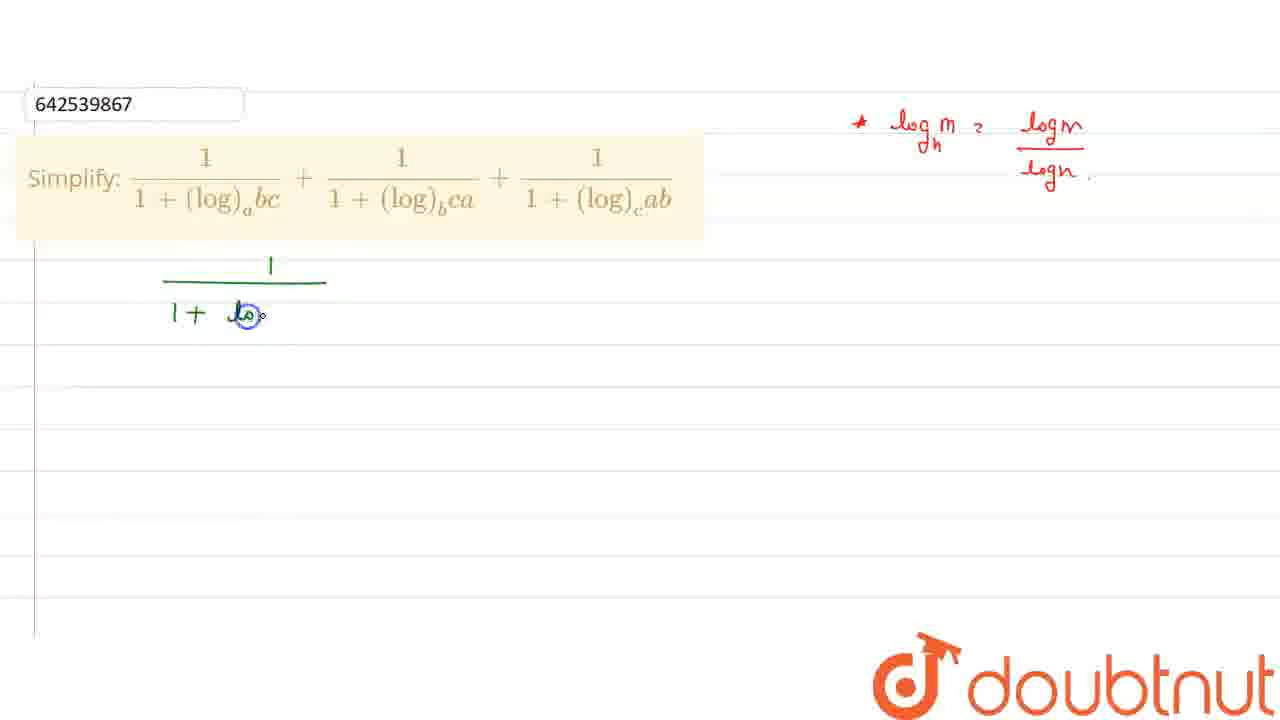 642539867
* log_n m = log m / log n .
Simplify: 1/(1 + (log)_a bc) + 1/(1 + (log)_b ca) + 1/(1 + (log)_c ab)
1
1 + lo
doubtnut